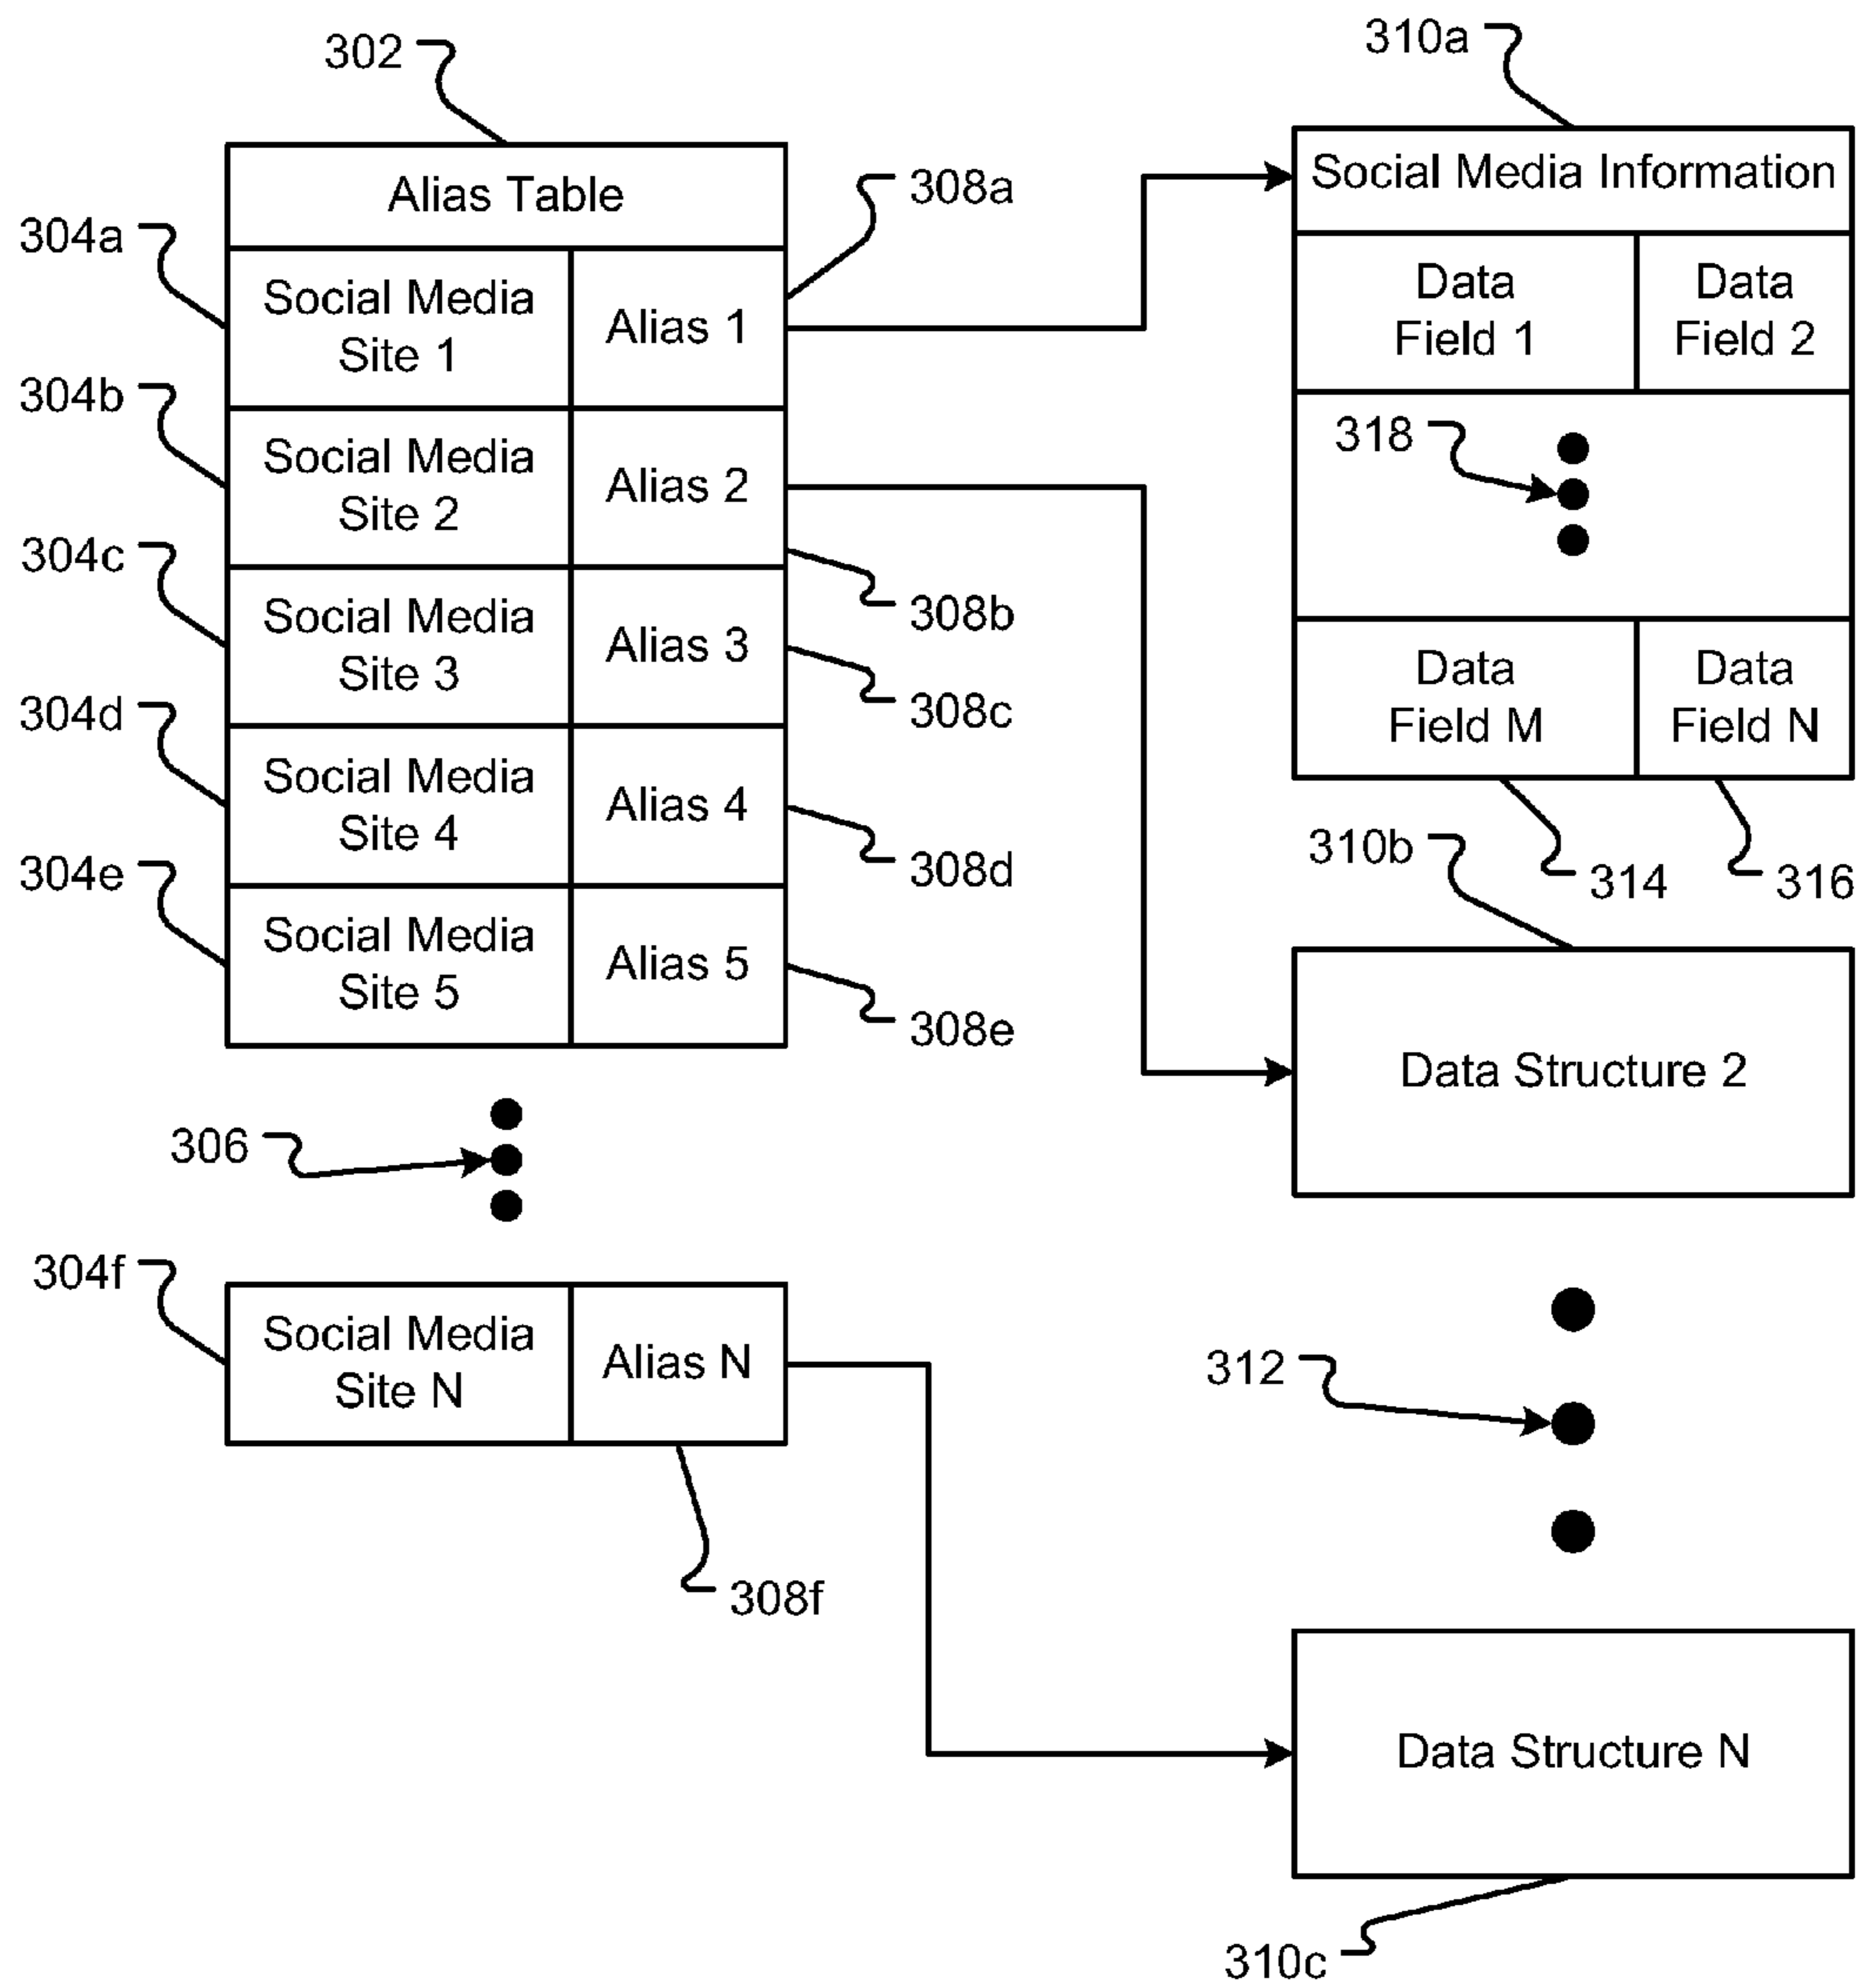 302
Alias Table
304a
Social Media
Site 1
Alias 1
308a
304b
Social Media
Site 2
Alias 2
308b
304c
Social Media
Site 3
Alias 3
308c
304d
Social Media
Site 4
Alias 4
308d
304e
Social Media
Site 5
Alias 5
308e
306
304f
Social Media
Site N
Alias N
308f
310a
Social Media Information
Data
Field 1
Data
Field 2
318
Data
Field M
Data
Field N
314
316
310b
Data Structure 2
312
Data Structure N
310c